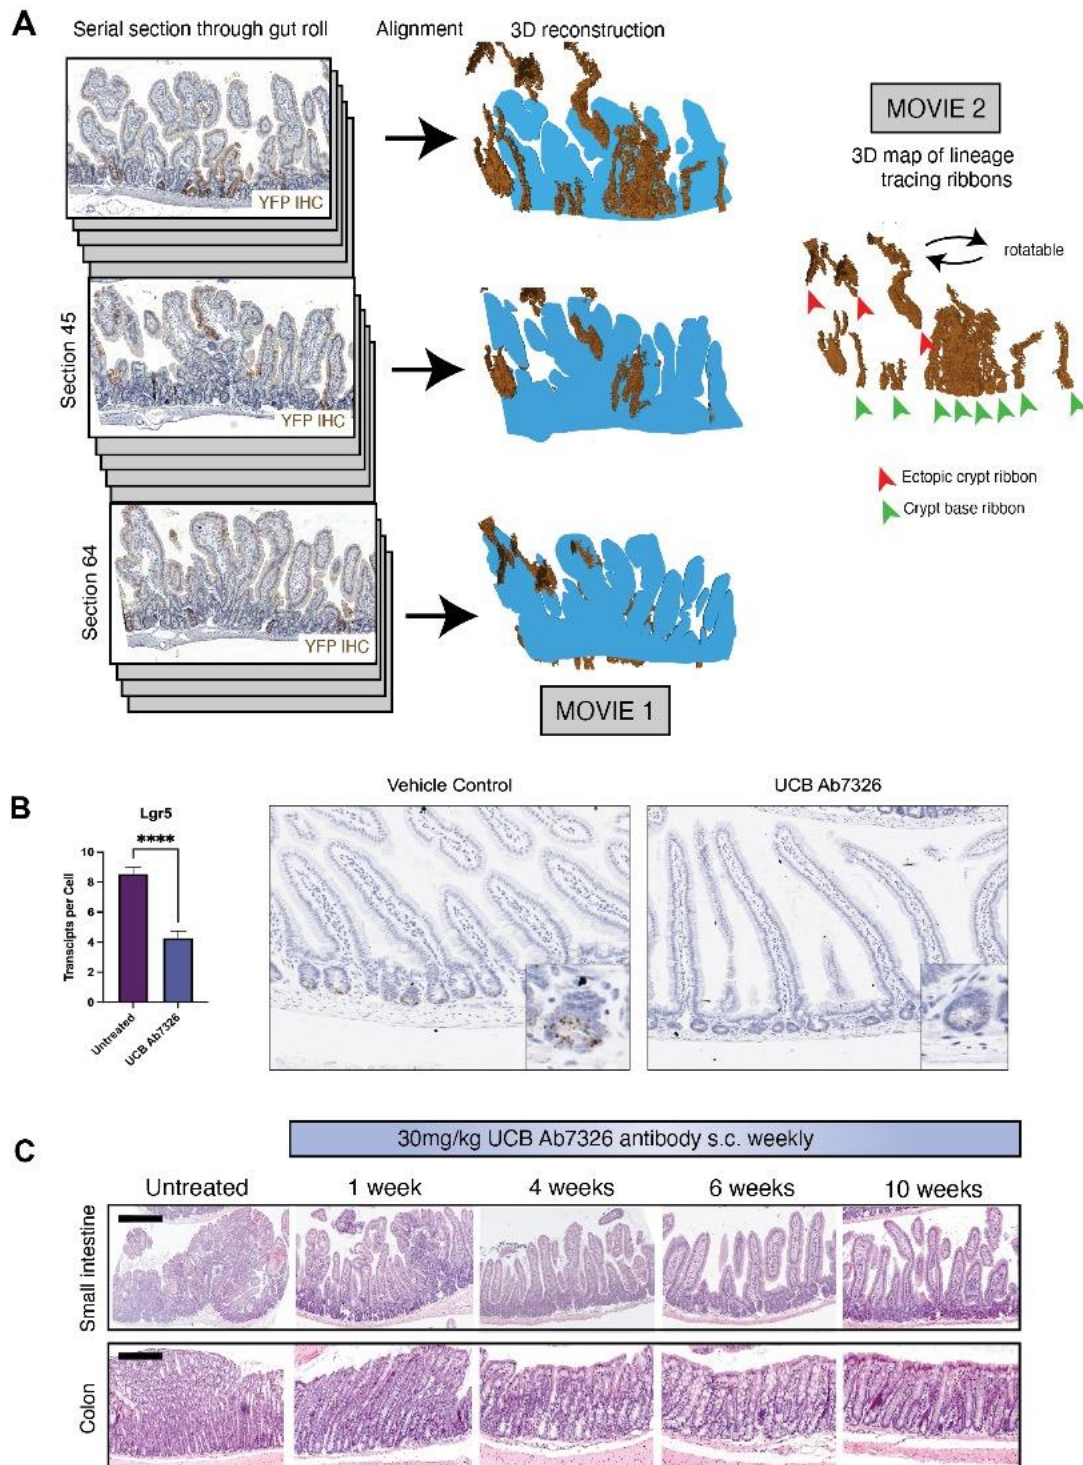 A
Serial section through gut roll
Alignment
3D reconstruction
YFP IHC
Section 45
YFP IHC
Section 64
YFP IHC
MOVIE 1
MOVIE 2
3D map of lineage
tracing ribbons
rotatable
Ectopic crypt ribbon
Crypt base ribbon
B
Lgr5
****
Transcipts per Cell
10
8
6
4
2
0
Untreated
UCB Ab7326
Vehicle Control
UCB Ab7326
C
30mg/kg UCB Ab7326 antibody s.c. weekly
Untreated
1 week
4 weeks
6 weeks
10 weeks
Small intestine
Colon